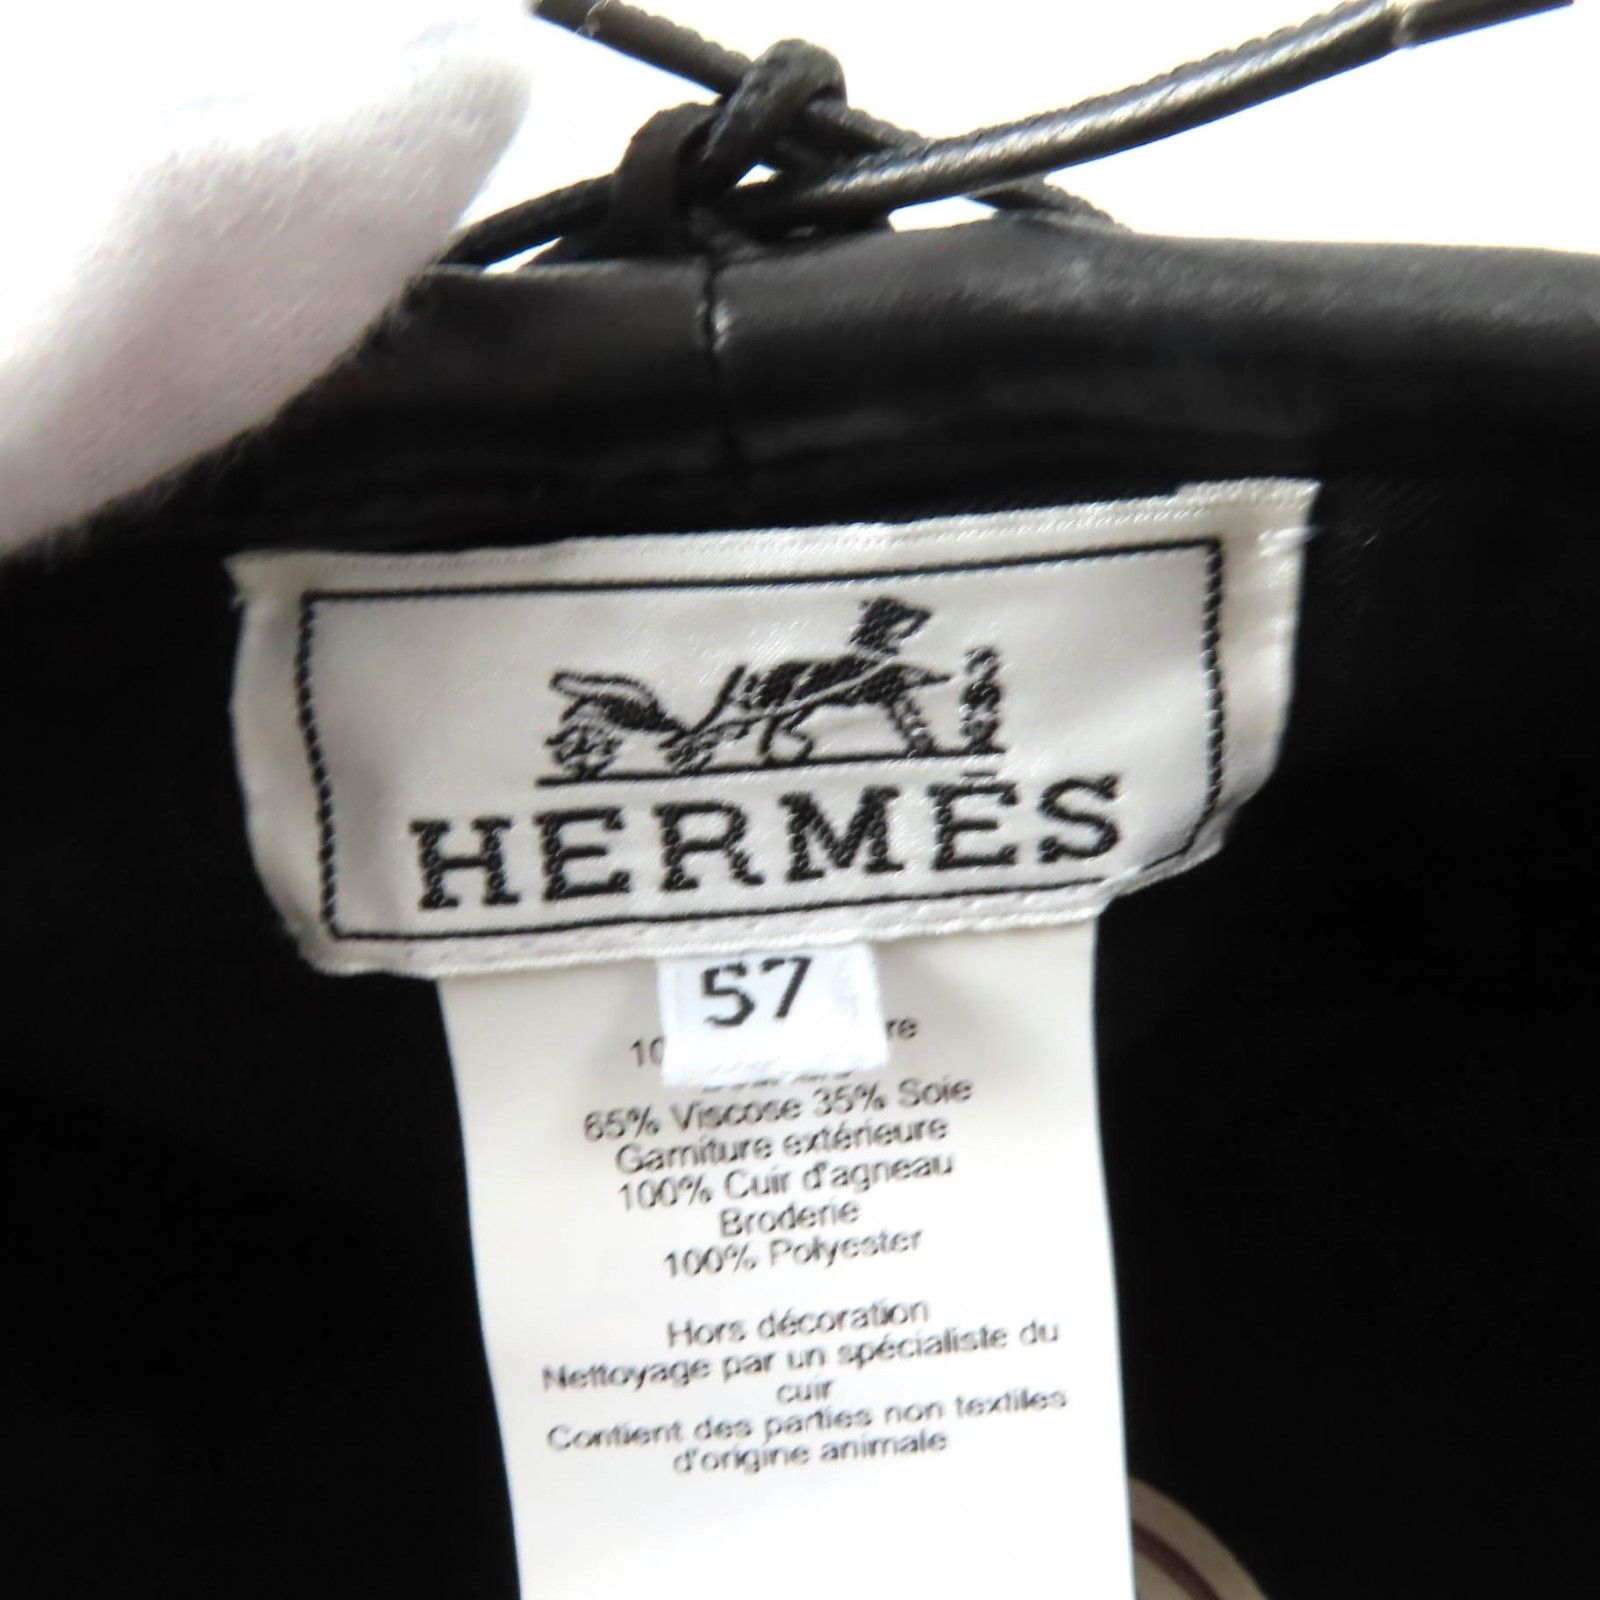 HERMÈS
57
65% Viscose 35% Soie
Garniture extérieure
100% Cuir d'agneau
Broderie
100% Polyester
Hors décoration
Nettoyage par un spécialiste du
cuir
Contient des parties non textiles
d'origine animale